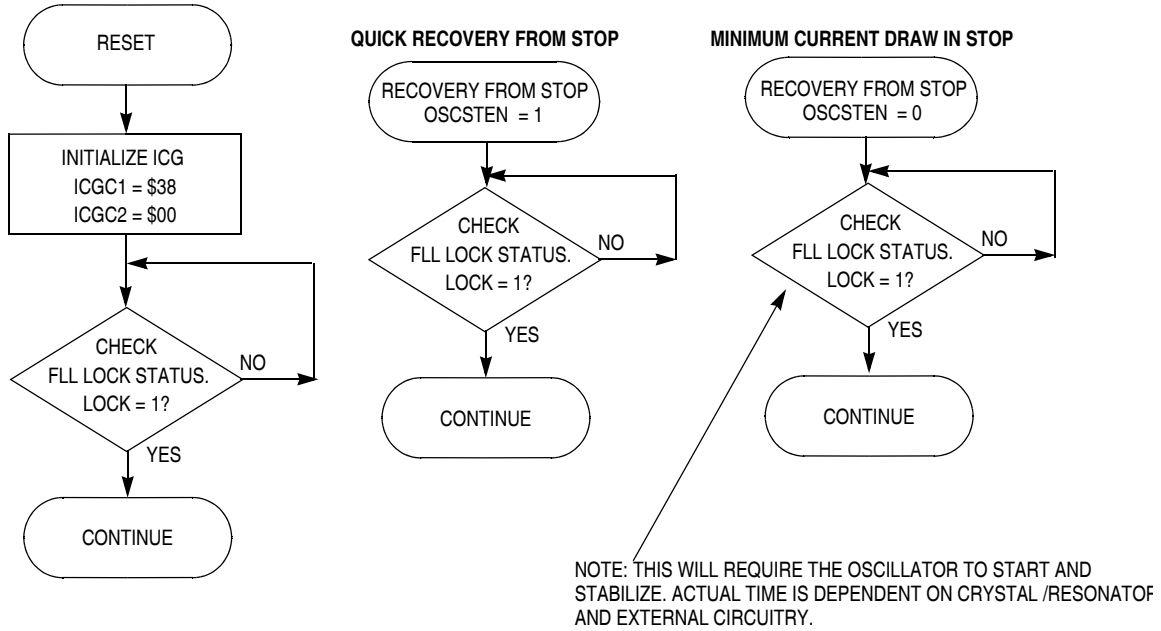 RESET
INITIALIZE ICG
ICGC1 = $38
ICGC2 = $00
CHECK
FLL LOCK STATUS.
LOCK = 1?
NO
YES
CONTINUE
QUICK RECOVERY FROM STOP
RECOVERY FROM STOP
OSCSTEN = 1
CHECK
FLL LOCK STATUS.
LOCK = 1?
NO
YES
CONTINUE
MINIMUM CURRENT DRAW IN STOP
RECOVERY FROM STOP
OSCSTEN = 0
CHECK
FLL LOCK STATUS.
LOCK = 1?
NO
YES
CONTINUE
NOTE: THIS WILL REQUIRE THE OSCILLATOR TO START AND
STABILIZE. ACTUAL TIME IS DEPENDENT ON CRYSTAL /RESONATOR
AND EXTERNAL CIRCUITRY.